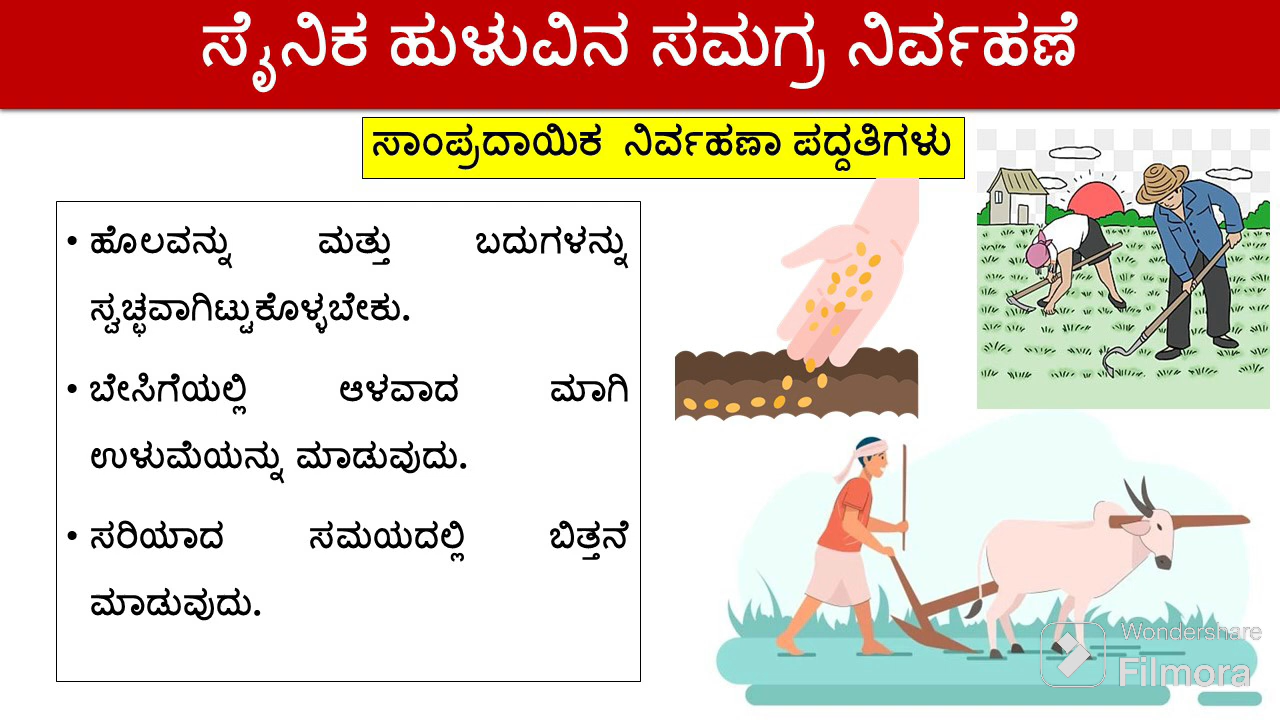 ಸೈನಿಕ ಹುಳುವಿನ ಸಮಗ್ರ ನಿರ್ವಹಣೆ
ಸಾಂಪ್ರದಾಯಿಕ ನಿರ್ವಹಣಾ ಪದ್ದತಿಗಳು
• ಹೊಲವನ್ನು ಮತ್ತು ಬದುಗಳನ್ನು
ಸ್ವಚ್ಛವಾಗಿಟ್ಟುಕೊಳ್ಳಬೇಕು.
• ಬೇಸಿಗೆಯಲ್ಲಿ ಆಳವಾದ ಮಾಗಿ
ಉಳುಮೆಯನ್ನು ಮಾಡುವುದು.
• ಸರಿಯಾದ ಸಮಯದಲ್ಲಿ ಬಿತ್ತನೆ
ಮಾಡುವುದು.
Wondershare
Filmora